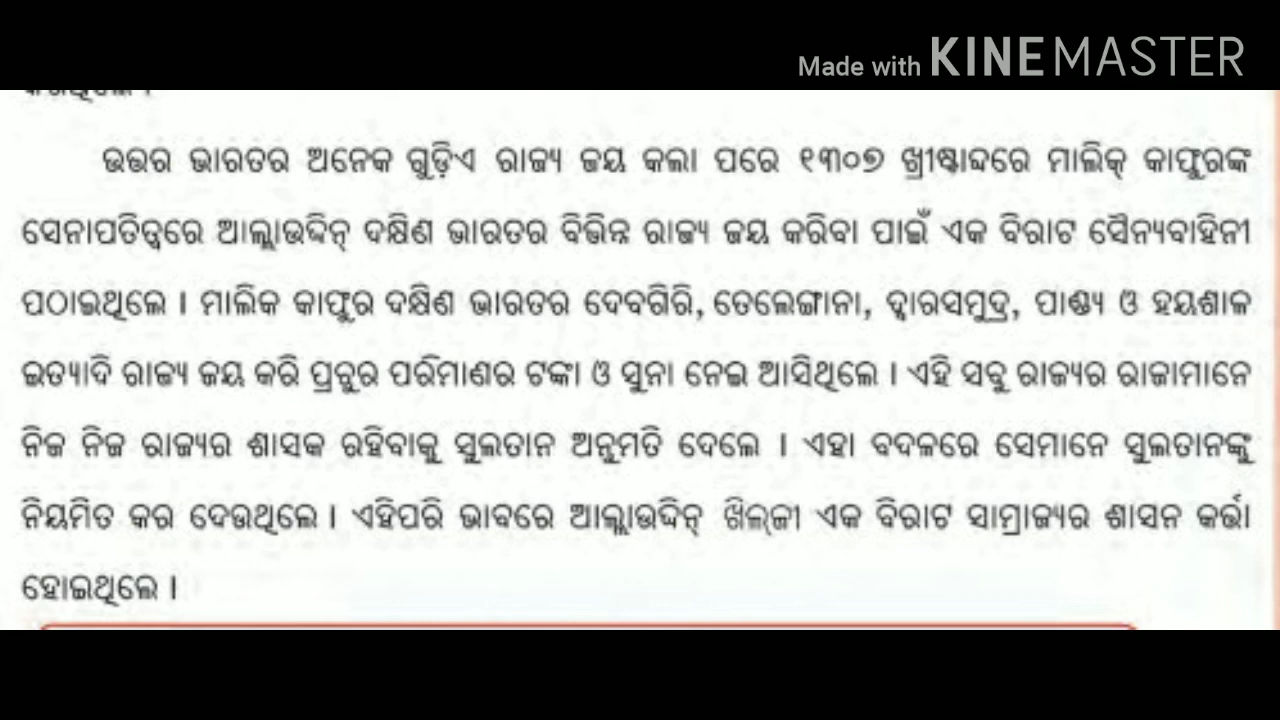 Made with KINEMASTER
ଉତ୍ତର ଭାରତର ଅନେକ ଗୁଡ଼ିଏ ରାଜ୍ୟ ଜୟ କଲା ପରେ ୧୩୦୭ ଖ୍ରୀଷ୍ଟାବ୍ଦରେ ମାଲିକ୍ କାଫୁରଙ୍କ
ସେନାପତିତ୍ୱରେ ଆଲ୍ଲାଉଦ୍ଦିନ୍ ଦକ୍ଷିଣ ଭାରତର ବିଭିନ୍ନ ରାଜ୍ୟ ଜୟ କରିବା ପାଇଁ ଏକ ବିରାଟ ସୈନ୍ୟବାହିନୀ
ପଠାଇଥିଲେ । ମାଲିକ କାଫୁର ଦକ୍ଷିଣ ଭାରତର ଦେବଗିରି, ତେଲେଙ୍ଗାନା, ଦ୍ୱାରସମୁଦ୍ର, ପାଣ୍ଡ୍ୟ ଓ ହୟଶାଳ
ଇତ୍ୟାଦି ରାଜ୍ୟ ଜୟ କରି ପ୍ରଚୁର ପରିମାଣର ଟଙ୍କା ଓ ସୁନା ନେଇ ଆସିଥିଲେ । ଏହି ସବୁ ରାଜ୍ୟର ରାଜାମାନେ
ନିଜ ନିଜ ରାଜ୍ୟର ଶାସକ ରହିବାକୁ ସୁଲତାନ ଅନୁମତି ଦେଲେ । ଏହା ବଦଳରେ ସେମାନେ ସୁଲତାନଙ୍କୁ
ନିୟମିତ କର ଦେଉଥିଲେ । ଏହିପରି ଭାବରେ ଆଲ୍ଲାଉଦ୍ଦିନ୍ ଖିଲ୍‌ଜୀ ଏକ ବିରାଟ ସାମ୍ରାଜ୍ୟର ଶାସନ କର୍ତ୍ତା
ହୋଇଥିଲେ ।